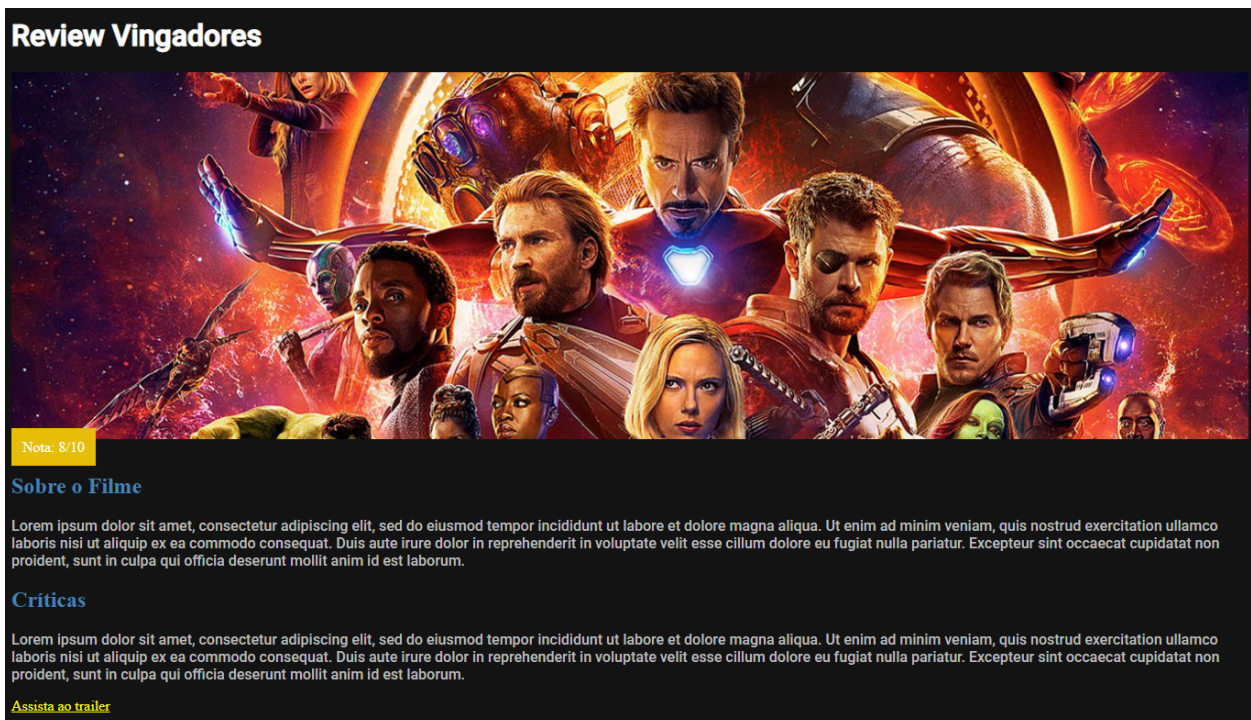 Review Vingadores
Nota: 8/10
Sobre o Filme
Lorem ipsum dolor sit amet, consectetur adipiscing elit, sed do eiusmod tempor incididunt ut labore et dolore magna aliqua. Ut enim ad minim veniam, quis nostrud exercitation ullamco
laboris nisi ut aliquip ex ea commodo consequat. Duis aute irure dolor in reprehenderit in voluptate velit esse cillum dolore eu fugiat nulla pariatur. Excepteur sint occaecat cupidatat non
proident, sunt in culpa qui officia deserunt mollit anim id est laborum.
Críticas
Lorem ipsum dolor sit amet, consectetur adipiscing elit, sed do eiusmod tempor incididunt ut labore et dolore magna aliqua. Ut enim ad minim veniam, quis nostrud exercitation ullamco
laboris nisi ut aliquip ex ea commodo consequat. Duis aute irure dolor in reprehenderit in voluptate velit esse cillum dolore eu fugiat nulla pariatur. Excepteur sint occaecat cupidatat non
proident, sunt in culpa qui officia deserunt mollit anim id est laborum.
Assista ao trailer